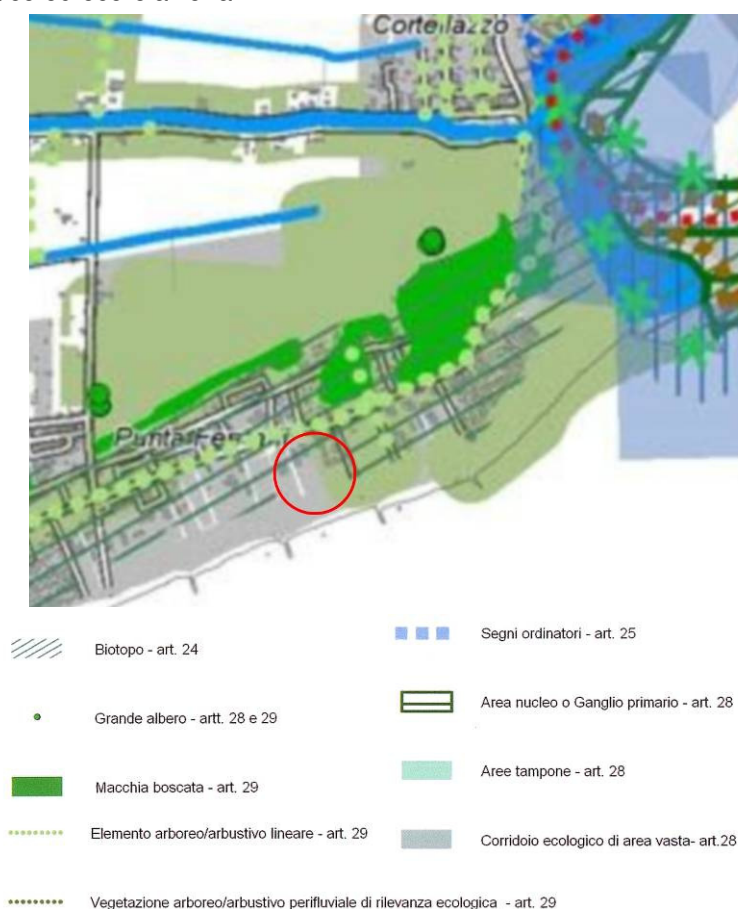 Cortellazzo
Biotopo - art. 24
Segni ordinatori - art. 25
Grande albero - artt. 28 e 29
Area nucleo o Ganglio primario - art. 28
Macchia boscata - art. 29
Aree tampone - art. 28
Elemento arboreo/arbustivo lineare - art. 29
Corridoio ecologico di area vasta- art.28
Vegetazione arboreo/arbustivo perifluviale di rilevanza ecologica - art. 29